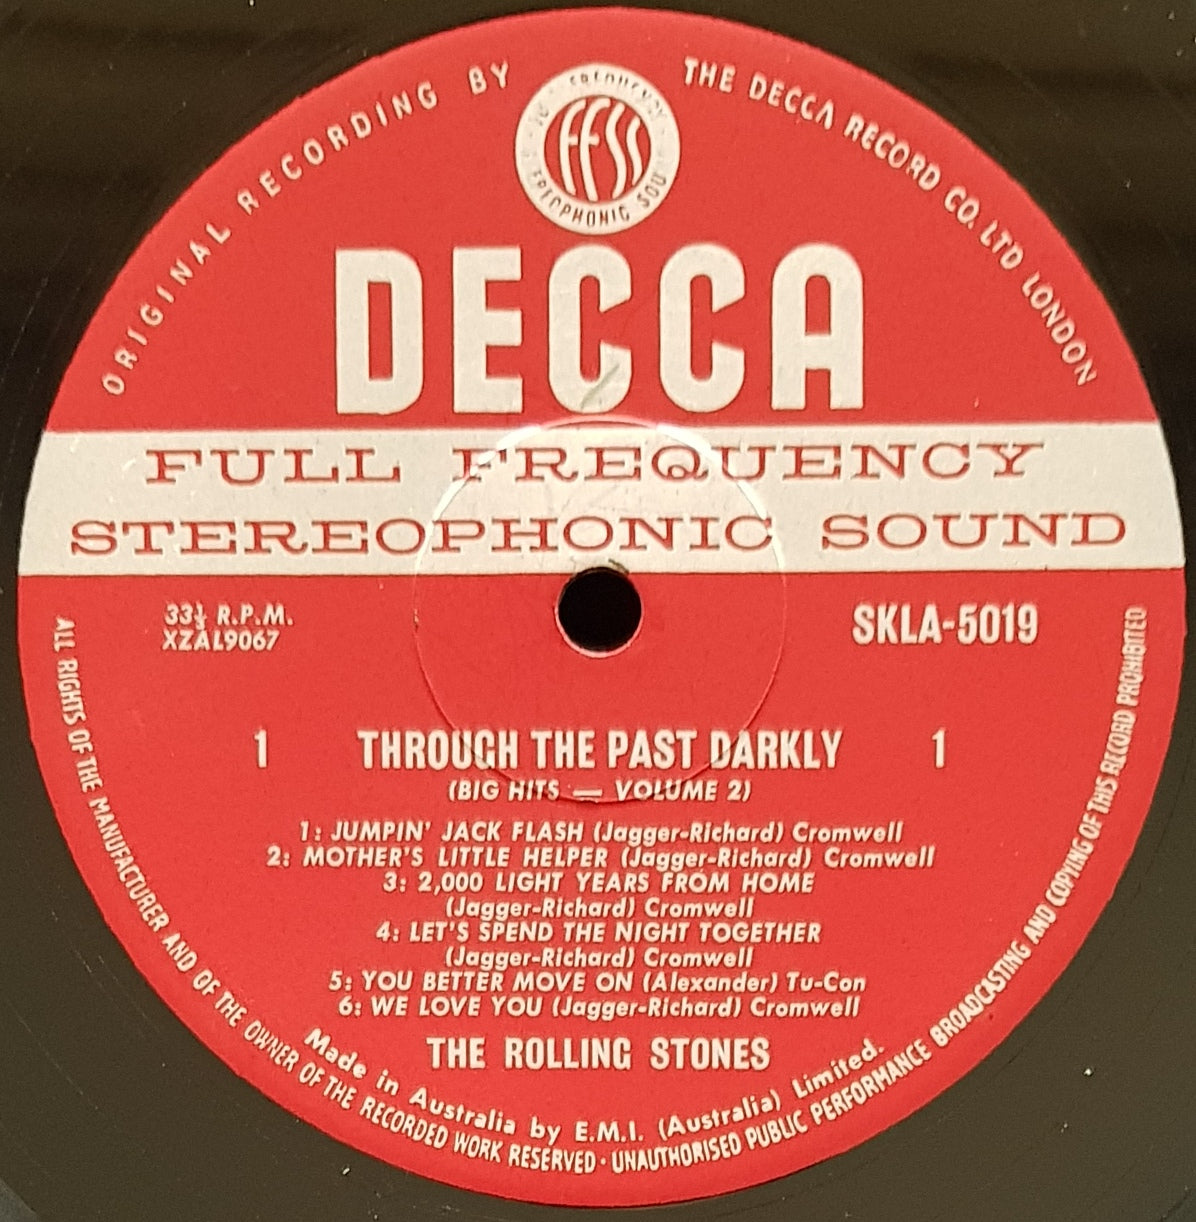 ORIGINAL RECORDING BY
THE DECCA RECORD CO. LTD LONDON
FREQUENCY
FFSS
DECCA
FULL FREQUENCY
STEREOPHONIC SOUND
33⅓ R.P.M.
XZAL9067
SKLA-5019
1 THROUGH THE PAST DARKLY 1
(BIG HITS — VOLUME 2)
1: JUMPIN' JACK FLASH (Jagger-Richard) Cromwell
2: MOTHER'S LITTLE HELPER (Jagger-Richard) Cromwell
3: 2,000 LIGHT YEARS FROM HOME
(Jagger-Richard) Cromwell
4: LET'S SPEND THE NIGHT TOGETHER
(Jagger-Richard) Cromwell
5: YOU BETTER MOVE ON (Alexander) Tu-Con
6: WE LOVE YOU (Jagger-Richard) Cromwell
THE ROLLING STONES
Made in Australia by E.M.I. (Australia) Limited.
ALL RIGHTS OF THE MANUFACTURER AND OF THE OWNER OF THE RECORDED WORK RESERVED · UNAUTHORISED PUBLIC PERFORMANCE BROADCASTING AND COPYING OF THIS RECORD PROHIBITED